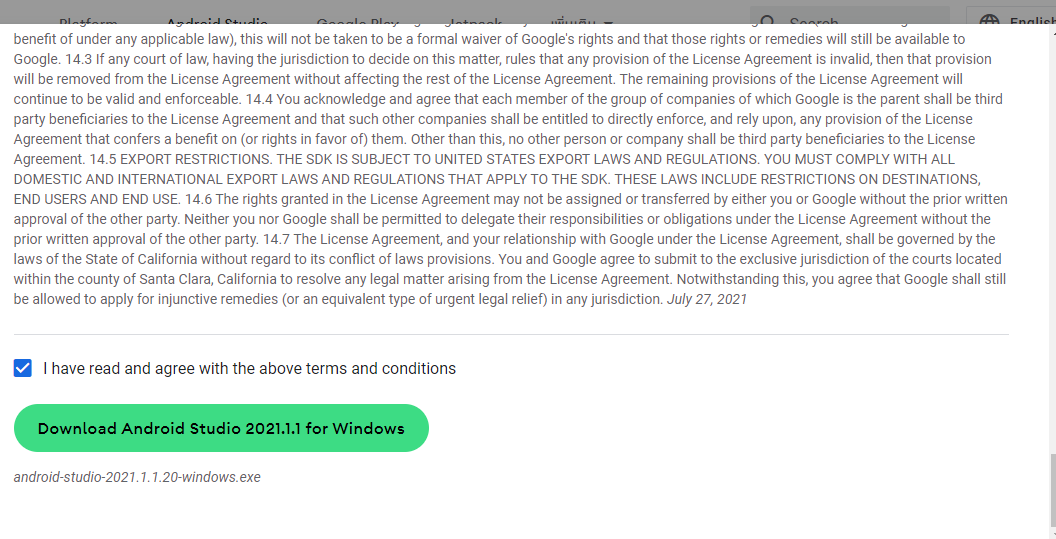 Platform Android Studio Google Play Jetpack เพิ่มเติม Search English
benefit of under any applicable law), this will not be taken to be a formal waiver of Google's rights and that those rights or remedies will still be available to
Google. 14.3 If any court of law, having the jurisdiction to decide on this matter, rules that any provision of the License Agreement is invalid, then that provision
will be removed from the License Agreement without affecting the rest of the License Agreement. The remaining provisions of the License Agreement will
continue to be valid and enforceable. 14.4 You acknowledge and agree that each member of the group of companies of which Google is the parent shall be third
party beneficiaries to the License Agreement and that such other companies shall be entitled to directly enforce, and rely upon, any provision of the License
Agreement that confers a benefit on (or rights in favor of) them. Other than this, no other person or company shall be third party beneficiaries to the License
Agreement. 14.5 EXPORT RESTRICTIONS. THE SDK IS SUBJECT TO UNITED STATES EXPORT LAWS AND REGULATIONS. YOU MUST COMPLY WITH ALL
DOMESTIC AND INTERNATIONAL EXPORT LAWS AND REGULATIONS THAT APPLY TO THE SDK. THESE LAWS INCLUDE RESTRICTIONS ON DESTINATIONS,
END USERS AND END USE. 14.6 The rights granted in the License Agreement may not be assigned or transferred by either you or Google without the prior written
approval of the other party. Neither you nor Google shall be permitted to delegate their responsibilities or obligations under the License Agreement without the
prior written approval of the other party. 14.7 The License Agreement, and your relationship with Google under the License Agreement, shall be governed by the
laws of the State of California without regard to its conflict of laws provisions. You and Google agree to submit to the exclusive jurisdiction of the courts located
within the county of Santa Clara, California to resolve any legal matter arising from the License Agreement. Notwithstanding this, you agree that Google shall still
be allowed to apply for injunctive remedies (or an equivalent type of urgent legal relief) in any jurisdiction. July 27, 2021
I have read and agree with the above terms and conditions
Download Android Studio 2021.1.1 for Windows
android-studio-2021.1.1.20-windows.exe